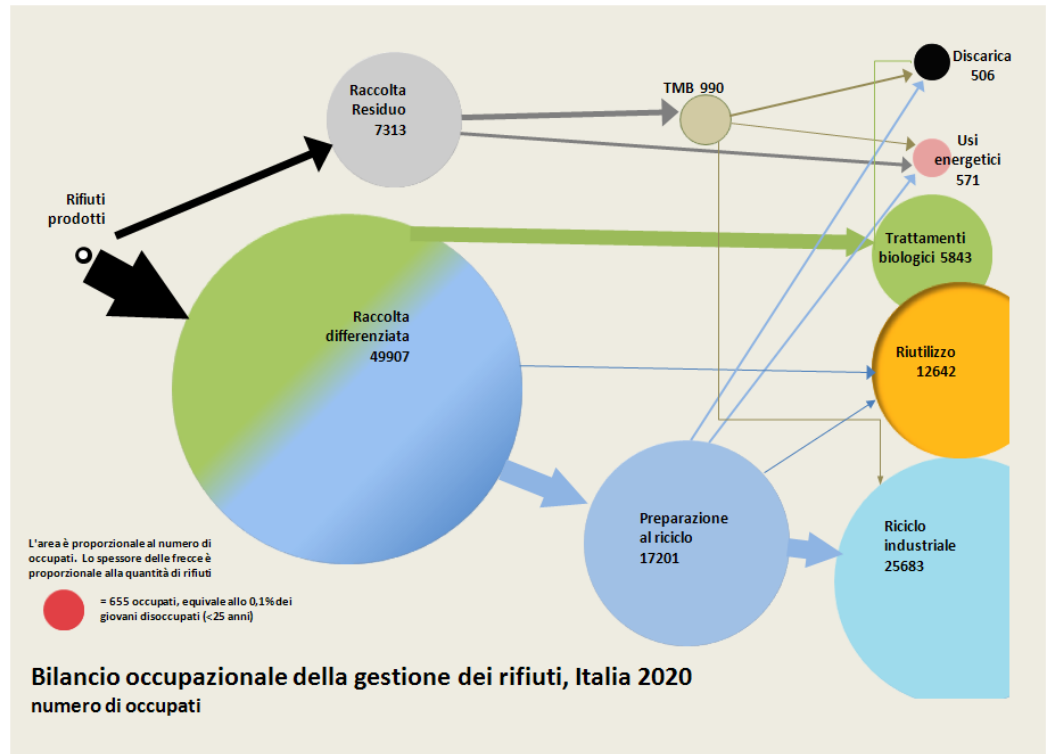 Discarica
506
Raccolta
Residuo
7313
TMB 990
Usi
energetici
571
Rifiuti
prodotti
Trattamenti
biologici 5843
Raccolta
differenziata
49907
Riutilizzo
12642
Preparazione
al riciclo
17201
Riciclo
industriale
25683
L'area è proporzionale al numero di
occupati. Lo spessore delle frecce è
proporzionale alla quantità di rifiuti
= 655 occupati, equivale allo 0,1% dei
giovani disoccupati (<25 anni)
Bilancio occupazionale della gestione dei rifiuti, Italia 2020
numero di occupati